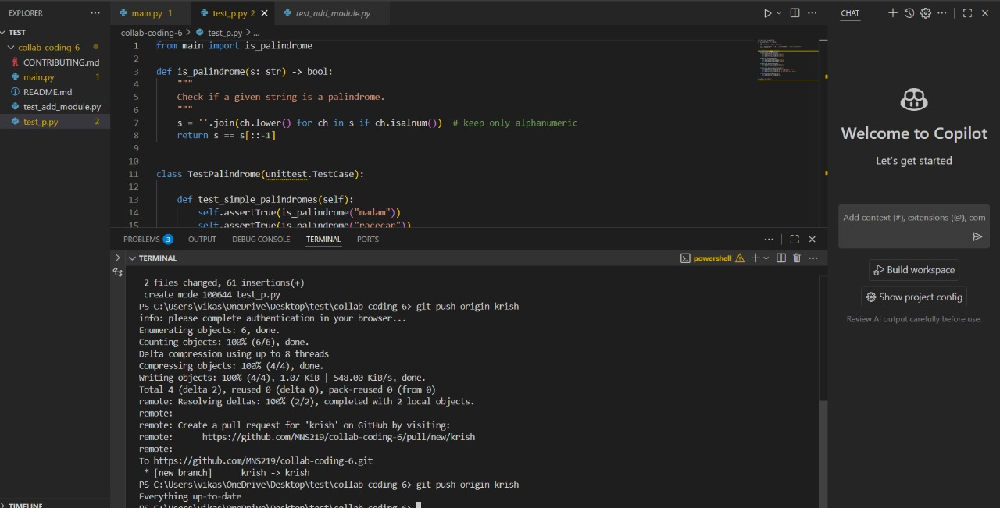 EXPLORER
TEST
collab-coding-6
CONTRIBUTING.md
main.py 1
README.md
test_add_module.py
test_p.py 2
TIMELINE
main.py 1
test_p.py 2
test_add_module.py
collab-coding-6 > test_p.py > ...
1 from main import is_palindrome
2
3 def is_palindrome(s: str) -> bool:
4 """
5 Check if a given string is a palindrome.
6 """
7 s = ''.join(ch.lower() for ch in s if ch.isalnum()) # keep only alphanumeric
8 return s == s[::-1]
9
10
11 class TestPalindrome(unittest.TestCase):
12
13 def test_simple_palindromes(self):
14 self.assertTrue(is_palindrome("madam"))
15 self.assertTrue(is_palindrome("racecar"))
PROBLEMS 3 OUTPUT DEBUG CONSOLE TERMINAL PORTS
TERMINAL
powershell
2 files changed, 61 insertions(+)
create mode 100644 test_p.py
PS C:\Users\vikas\OneDrive\Desktop\test\collab-coding-6> git push origin krish
info: please complete authentication in your browser...
Enumerating objects: 6, done.
Counting objects: 100% (6/6), done.
Delta compression using up to 8 threads
Compressing objects: 100% (4/4), done.
Writing objects: 100% (4/4), 1.07 KiB | 548.00 KiB/s, done.
Total 4 (delta 2), reused 0 (delta 0), pack-reused 0 (from 0)
remote: Resolving deltas: 100% (2/2), completed with 2 local objects.
remote:
remote: Create a pull request for 'krish' on GitHub by visiting:
remote: https://github.com/MNS219/collab-coding-6/pull/new/krish
remote:
To https://github.com/MNS219/collab-coding-6.git
* [new branch] krish -> krish
PS C:\Users\vikas\OneDrive\Desktop\test\collab-coding-6> git push origin krish
Everything up-to-date
PS C:\Users\vikas\OneDrive\Desktop\test\collab-coding-6>
CHAT
Welcome to Copilot
Let's get started
Add context (#), extensions (@), com
Build workspace
Show project config
Review AI output carefully before use.